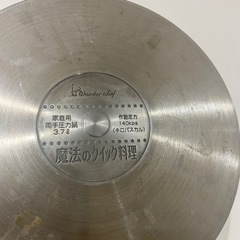 Wonder chef
家庭用
両手圧力鍋
3.7ℓ
作動圧力
140kpa
(キロパスカル)
魔法のクイック料理